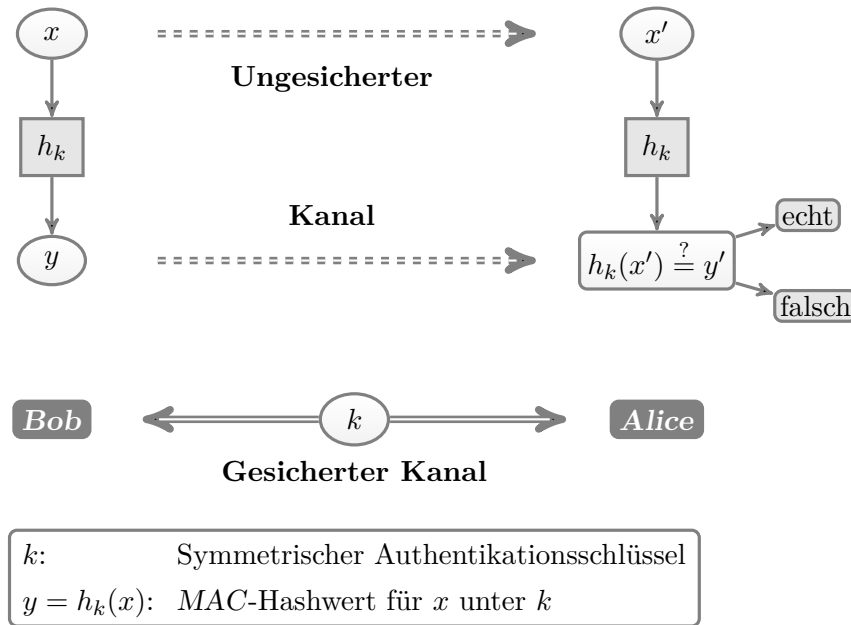 x x′
Ungesicherter
h_k h_k
Kanal
echt
y h_k(x′) ≟ y′
falsch
Bob k Alice
Gesicherter Kanal
k: Symmetrischer Authentikationsschlüssel
y = h_k(x): MAC-Hashwert für x unter k